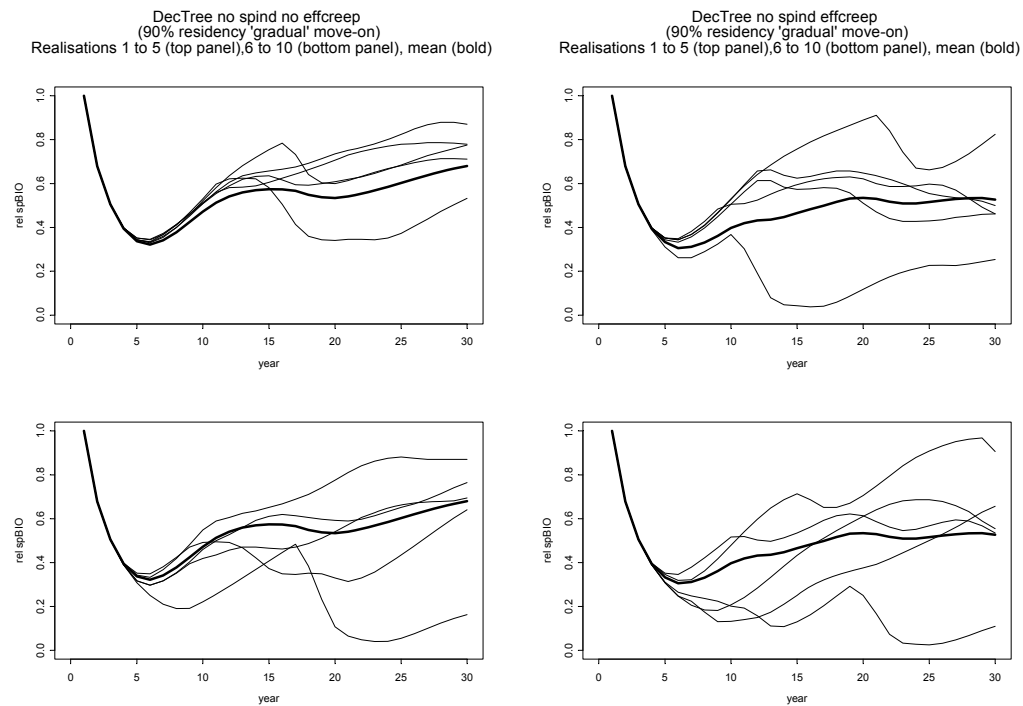 DecTree no spind no effcreep
(90% residency 'gradual' move-on)
Realisations 1 to 5 (top panel),6 to 10 (bottom panel), mean (bold)
rel spBIO
0.0 0.2 0.4 0.6 0.8 1.0
0 5 10 15 20 25 30
year
rel spBIO
0.0 0.2 0.4 0.6 0.8 1.0
0 5 10 15 20 25 30
year
DecTree no spind effcreep
(90% residency 'gradual' move-on)
Realisations 1 to 5 (top panel),6 to 10 (bottom panel), mean (bold)
rel spBIO
0.0 0.2 0.4 0.6 0.8 1.0
0 5 10 15 20 25 30
year
rel spBIO
0.0 0.2 0.4 0.6 0.8 1.0
0 5 10 15 20 25 30
year